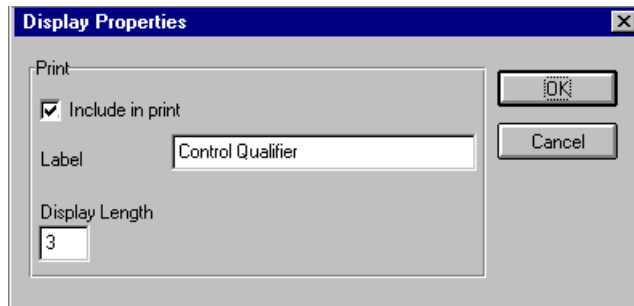 Display Properties
Print
Include in print
OK
Label
Control Qualifier
Cancel
Display Length
3